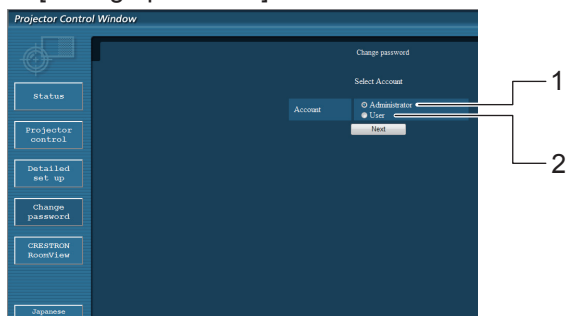 Projector Control Window
Change password
Select Account
Status
Account
Administrator
User
Next
Projector
control
Detailed
set up
Change
password
CRESTRON
RoomView
Japanese
1
2